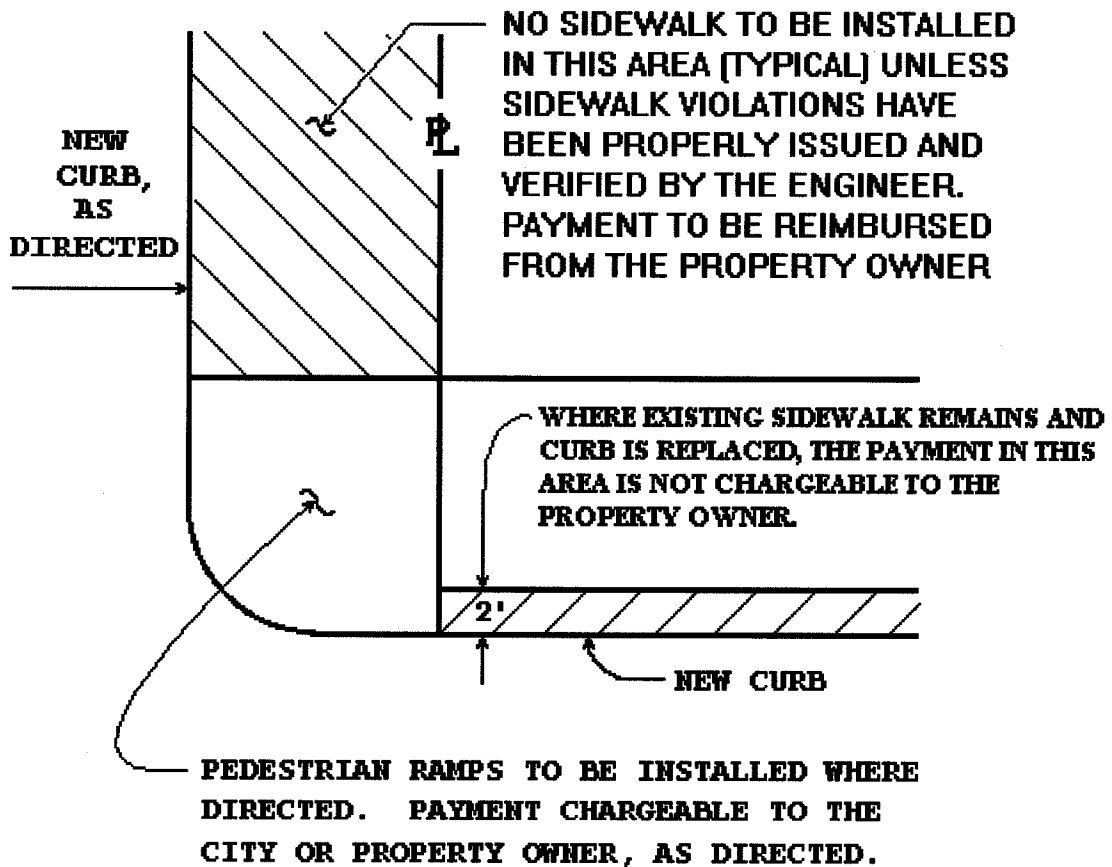 NO SIDEWALK TO BE INSTALLED
IN THIS AREA (TYPICAL) UNLESS
SIDEWALK VIOLATIONS HAVE
BEEN PROPERLY ISSUED AND
VERIFIED BY THE ENGINEER.
PAYMENT TO BE REIMBURSED
FROM THE PROPERTY OWNER
NEW
CURB,
AS
DIRECTED
PL
WHERE EXISTING SIDEWALK REMAINS AND
CURB IS REPLACED, THE PAYMENT IN THIS
AREA IS NOT CHARGEABLE TO THE
PROPERTY OWNER.
2'
NEW CURB
PEDESTRIAN RAMPS TO BE INSTALLED WHERE
DIRECTED. PAYMENT CHARGEABLE TO THE
CITY OR PROPERTY OWNER, AS DIRECTED.